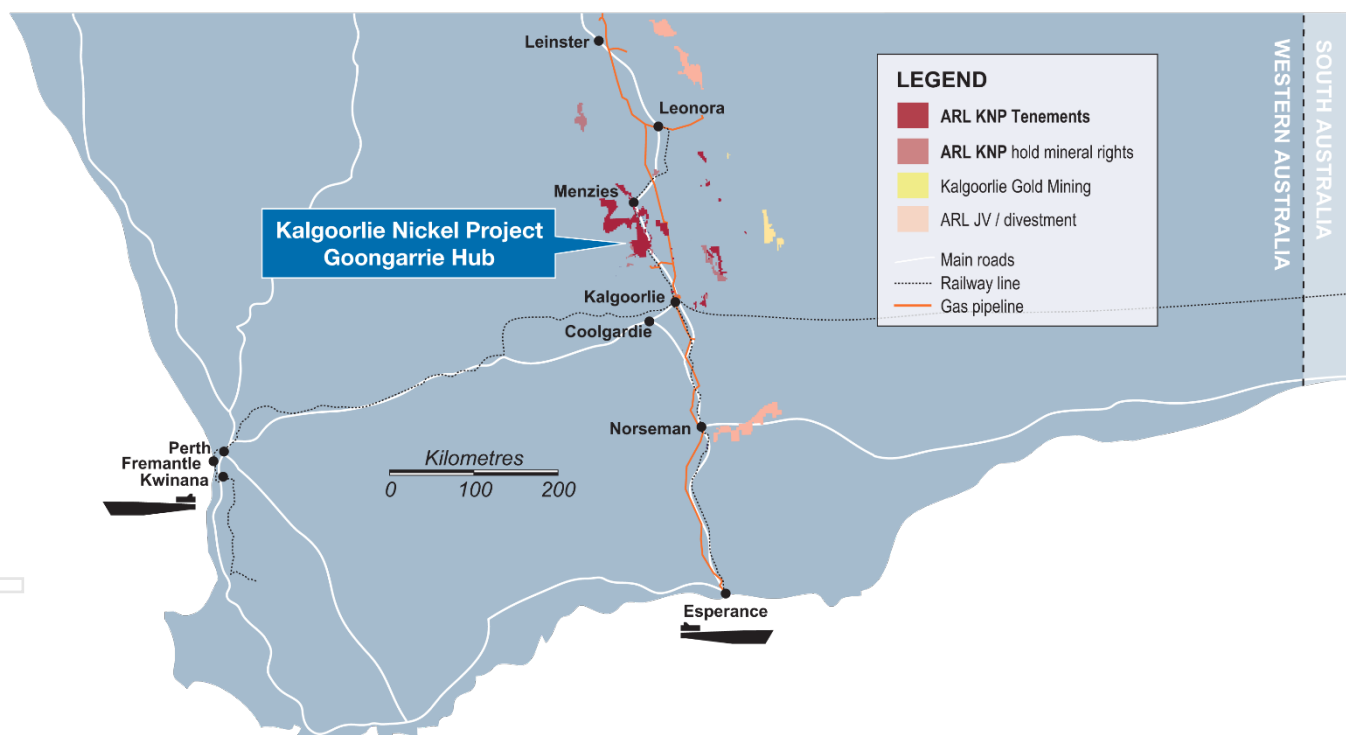 Leinster
Leonora
Menzies
Kalgoorlie Nickel Project
Goongarrie Hub
Kalgoorlie
Coolgardie
Norseman
Perth
Fremantle
Kwinana
Kilometres
0 100 200
Esperance
LEGEND
ARL KNP Tenements
ARL KNP hold mineral rights
Kalgoorlie Gold Mining
ARL JV / divestment
Main roads
Railway line
Gas pipeline
WESTERN AUSTRALIA
SOUTH AUSTRALIA